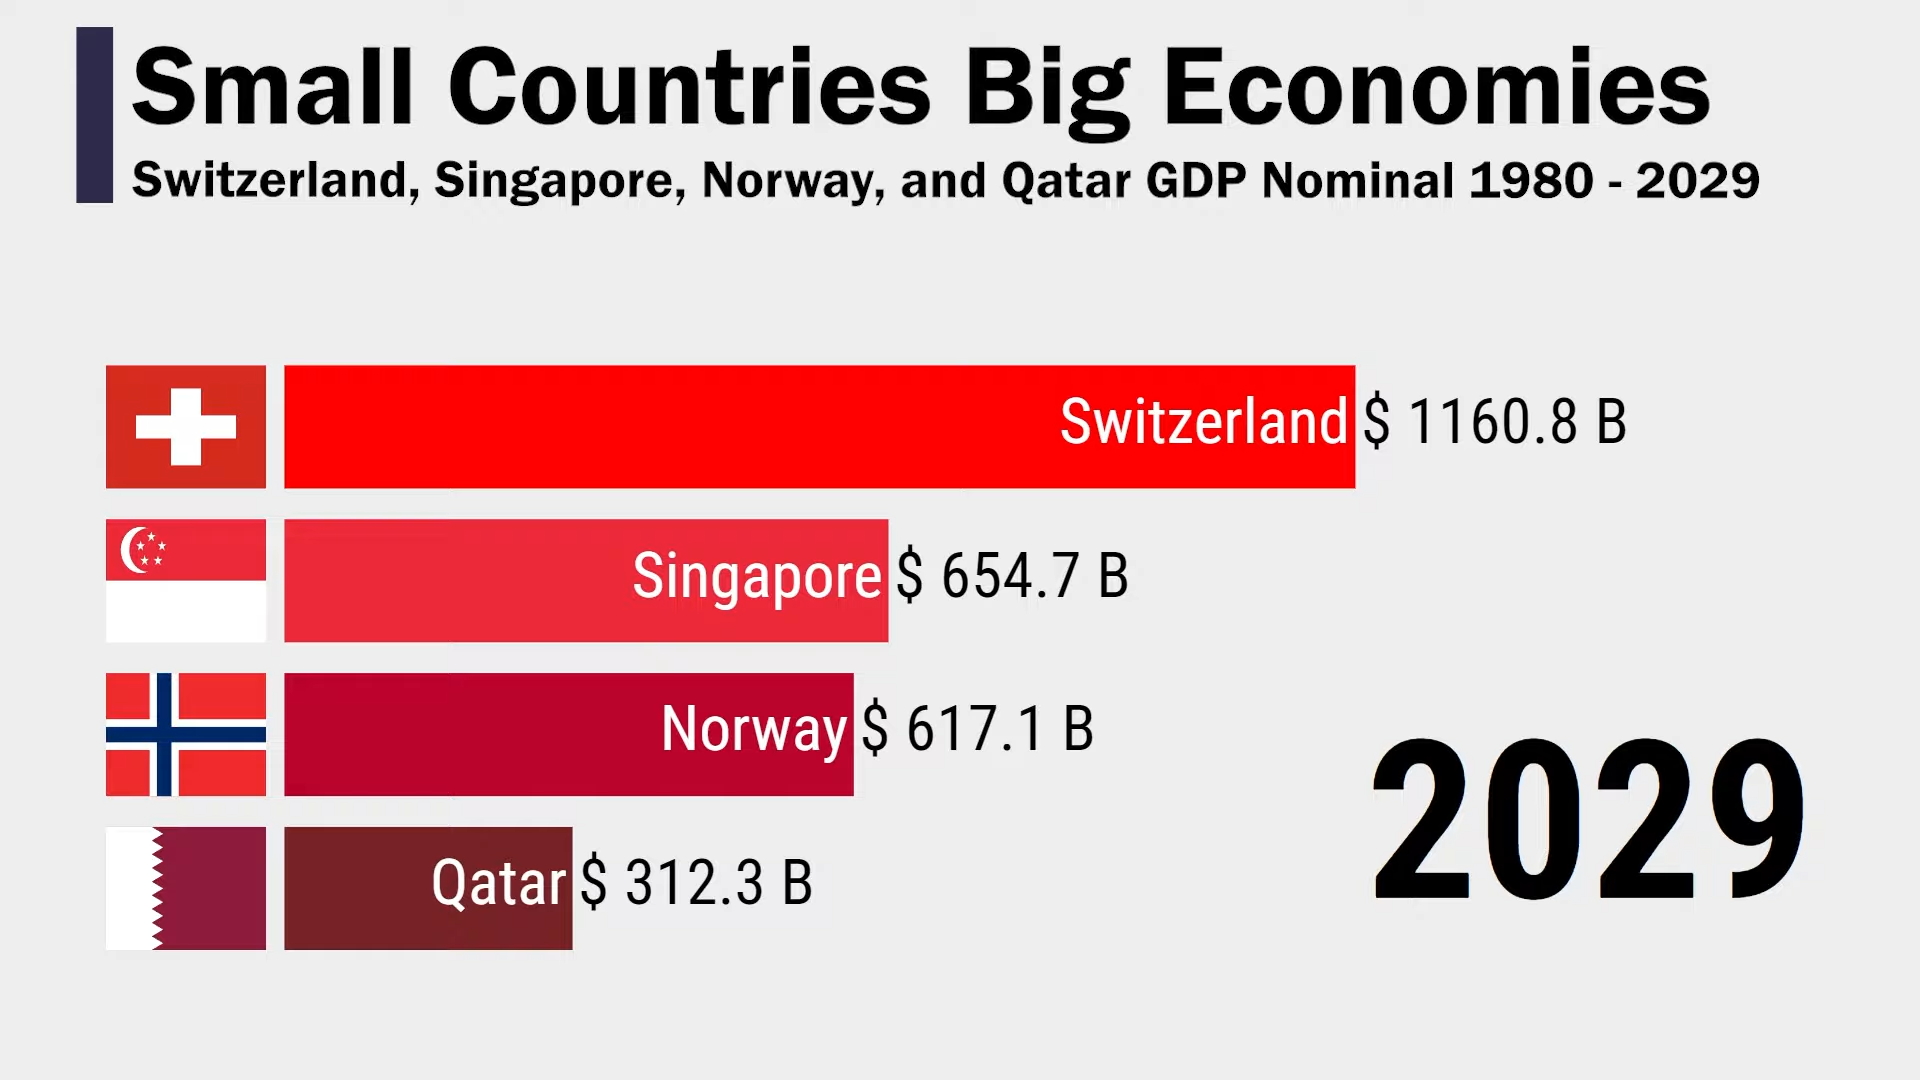 Small Countries Big Economies
Switzerland, Singapore, Norway, and Qatar GDP Nominal 1980 - 2029
Switzerland $ 1160.8 B
Singapore $ 654.7 B
Norway $ 617.1 B
Qatar $ 312.3 B
2029